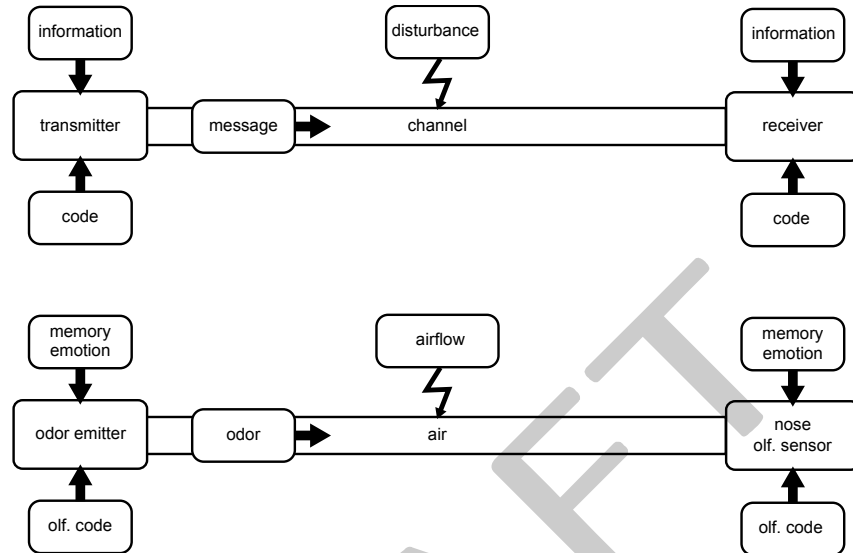 information
disturbance
information
transmitter
message
channel
receiver
code
code
memory
emotion
airflow
memory
emotion
odor emitter
odor
air
nose
olf. sensor
olf. code
olf. code
AFT